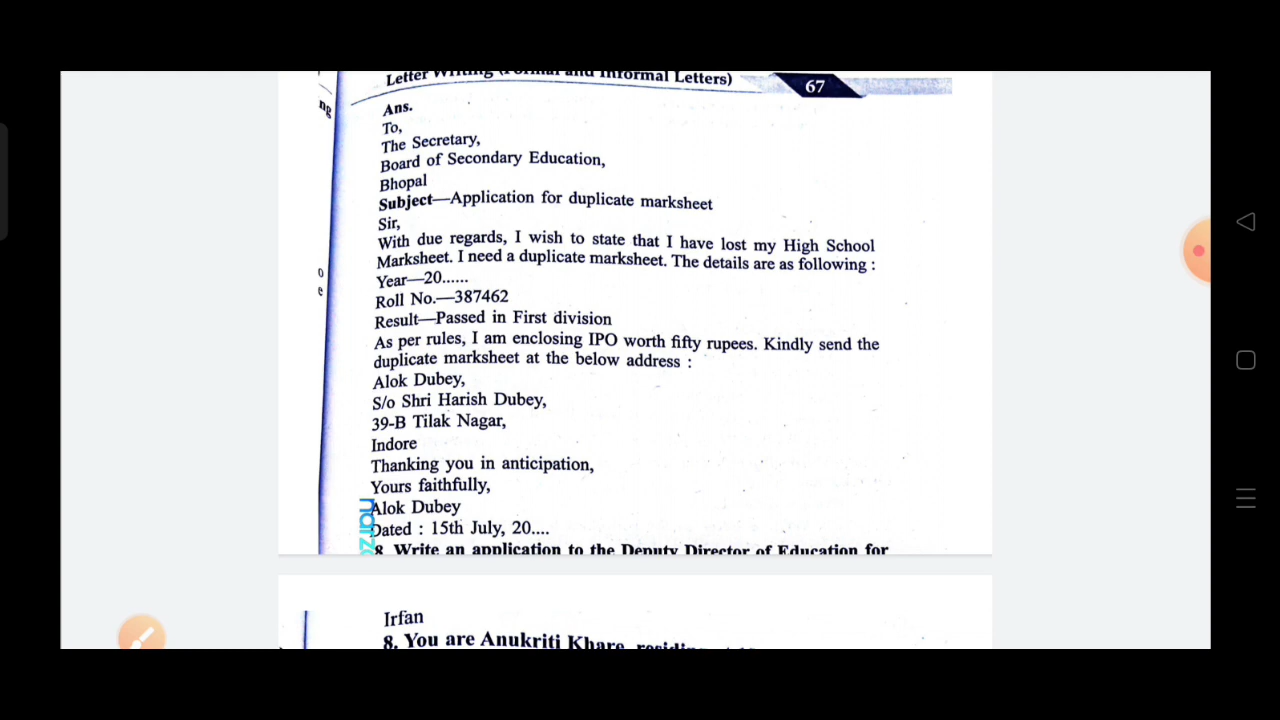 Letter Writing (Formal and Informal Letters)
67
ng
Ans.
To,
The Secretary,
Board of Secondary Education,
Bhopal
Subject—Application for duplicate marksheet
Sir,
With due regards, I wish to state that I have lost my High School
Marksheet. I need a duplicate marksheet. The details are as following :
o
e
Year—20......
Roll No.—387462
Result—Passed in First division
As per rules, I am enclosing IPO worth fifty rupees. Kindly send the
duplicate marksheet at the below address :
Alok Dubey,
S/o Shri Harish Dubey,
39-B Tilak Nagar,
Indore
Thanking you in anticipation,
Yours faithfully,
Alok Dubey
Dated : 15th July, 20....
8. Write an application to the Deputy Director of Education for
Irfan
8. You are Anukriti Khare, residing